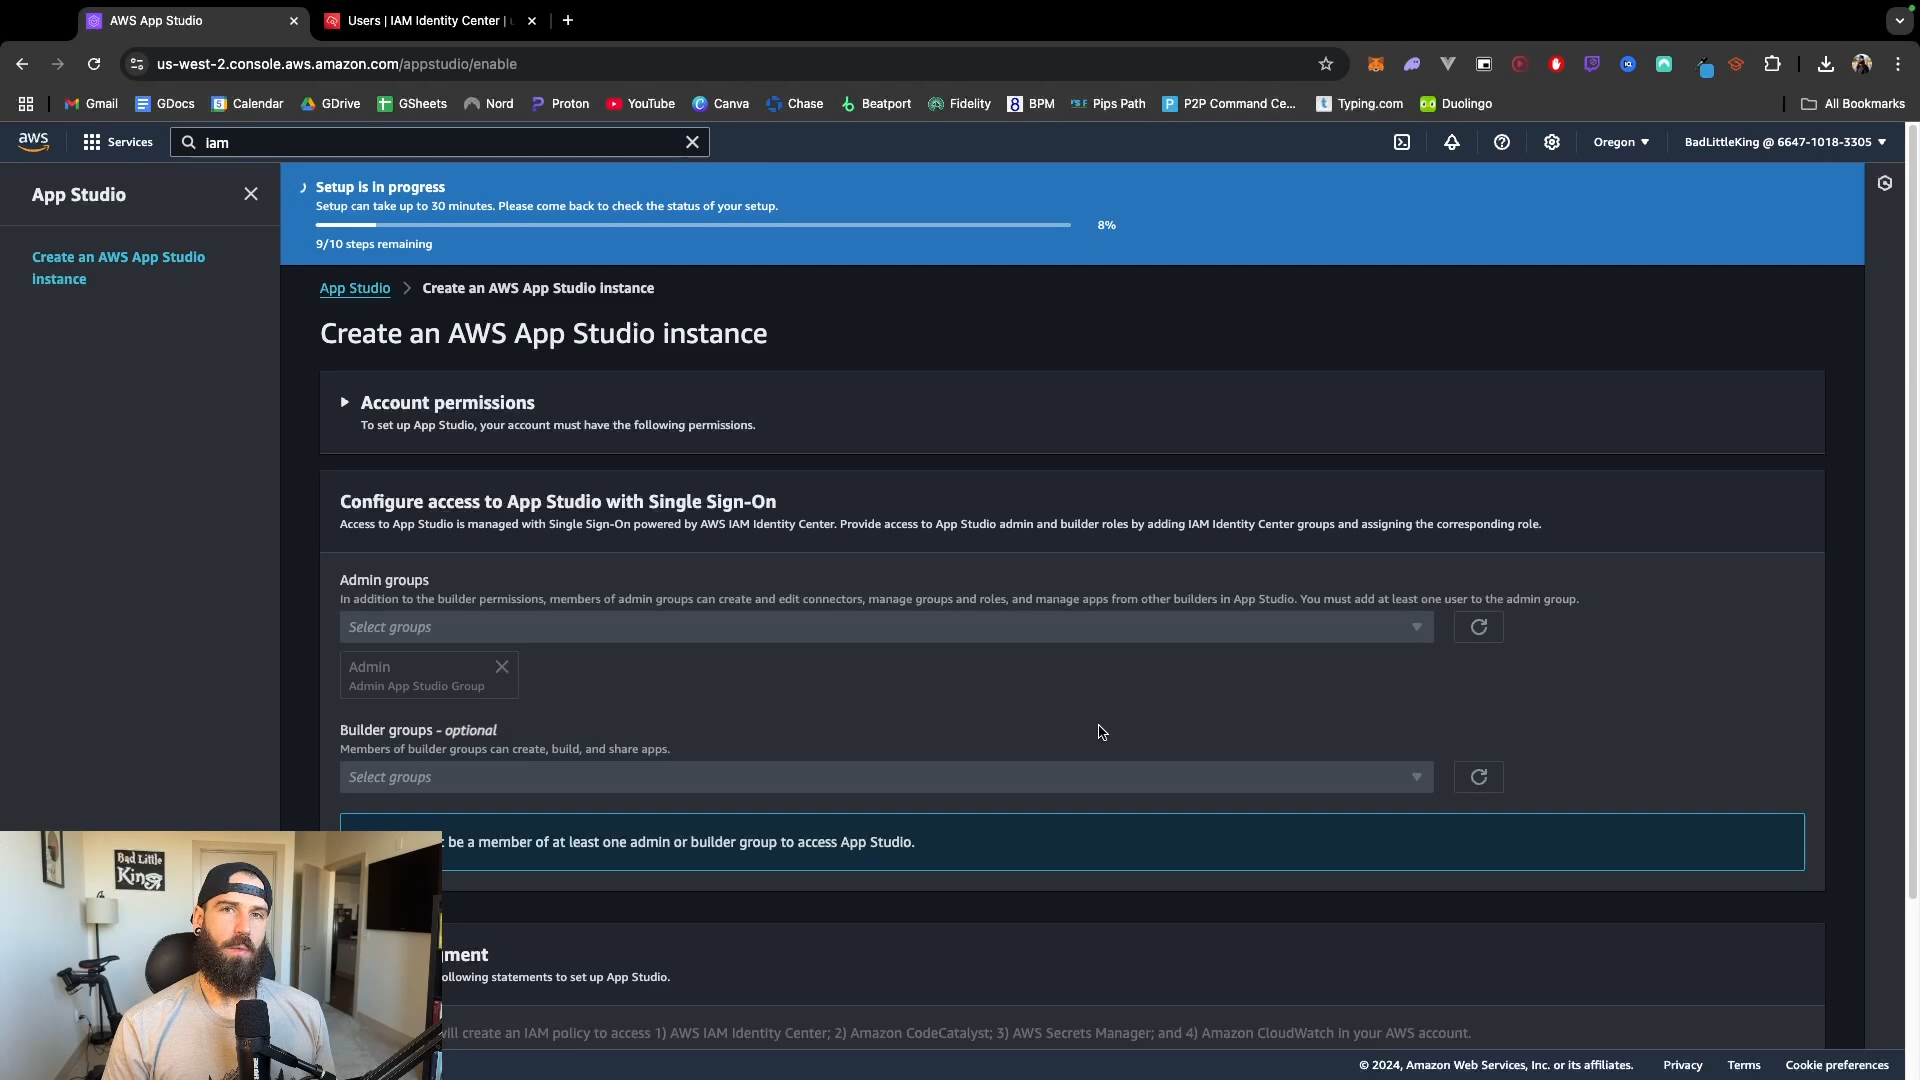 AWS App Studio
Users | IAM Identity Center |
us-west-2.console.aws.amazon.com/appstudio/enable
Gmail
GDocs
Calendar
GDrive
GSheets
Nord
Proton
YouTube
Canva
Chase
Beatport
Fidelity
BPM
Pips Path
P2P Command Ce...
Typing.com
Duolingo
All Bookmarks
aws
Services
iam
Oregon
BadLittleKing @ 6647-1018-3305
App Studio
Create an AWS App Studio
instance
Setup is in progress
Setup can take up to 30 minutes. Please come back to check the status of your setup.
8%
9/10 steps remaining
App Studio > Create an AWS App Studio instance
Create an AWS App Studio instance
Account permissions
To set up App Studio, your account must have the following permissions.
Configure access to App Studio with Single Sign-On
Access to App Studio is managed with Single Sign-On powered by AWS IAM Identity Center. Provide access to App Studio admin and builder roles by adding IAM Identity Center groups and assigning the corresponding role.
Admin groups
In addition to the builder permissions, members of admin groups can create and edit connectors, manage groups and roles, and manage apps from other builders in App Studio. You must add at least one user to the admin group.
Select groups
Admin
Admin App Studio Group
Builder groups - optional
Members of builder groups can create, build, and share apps.
Select groups
be a member of at least one admin or builder group to access App Studio.
Bad Little
King
ment
ollowing statements to set up App Studio.
ill create an IAM policy to access 1) AWS IAM Identity Center; 2) Amazon CodeCatalyst; 3) AWS Secrets Manager; and 4) Amazon CloudWatch in your AWS account.
© 2024, Amazon Web Services, Inc. or its affiliates.
Privacy
Terms
Cookie preferences